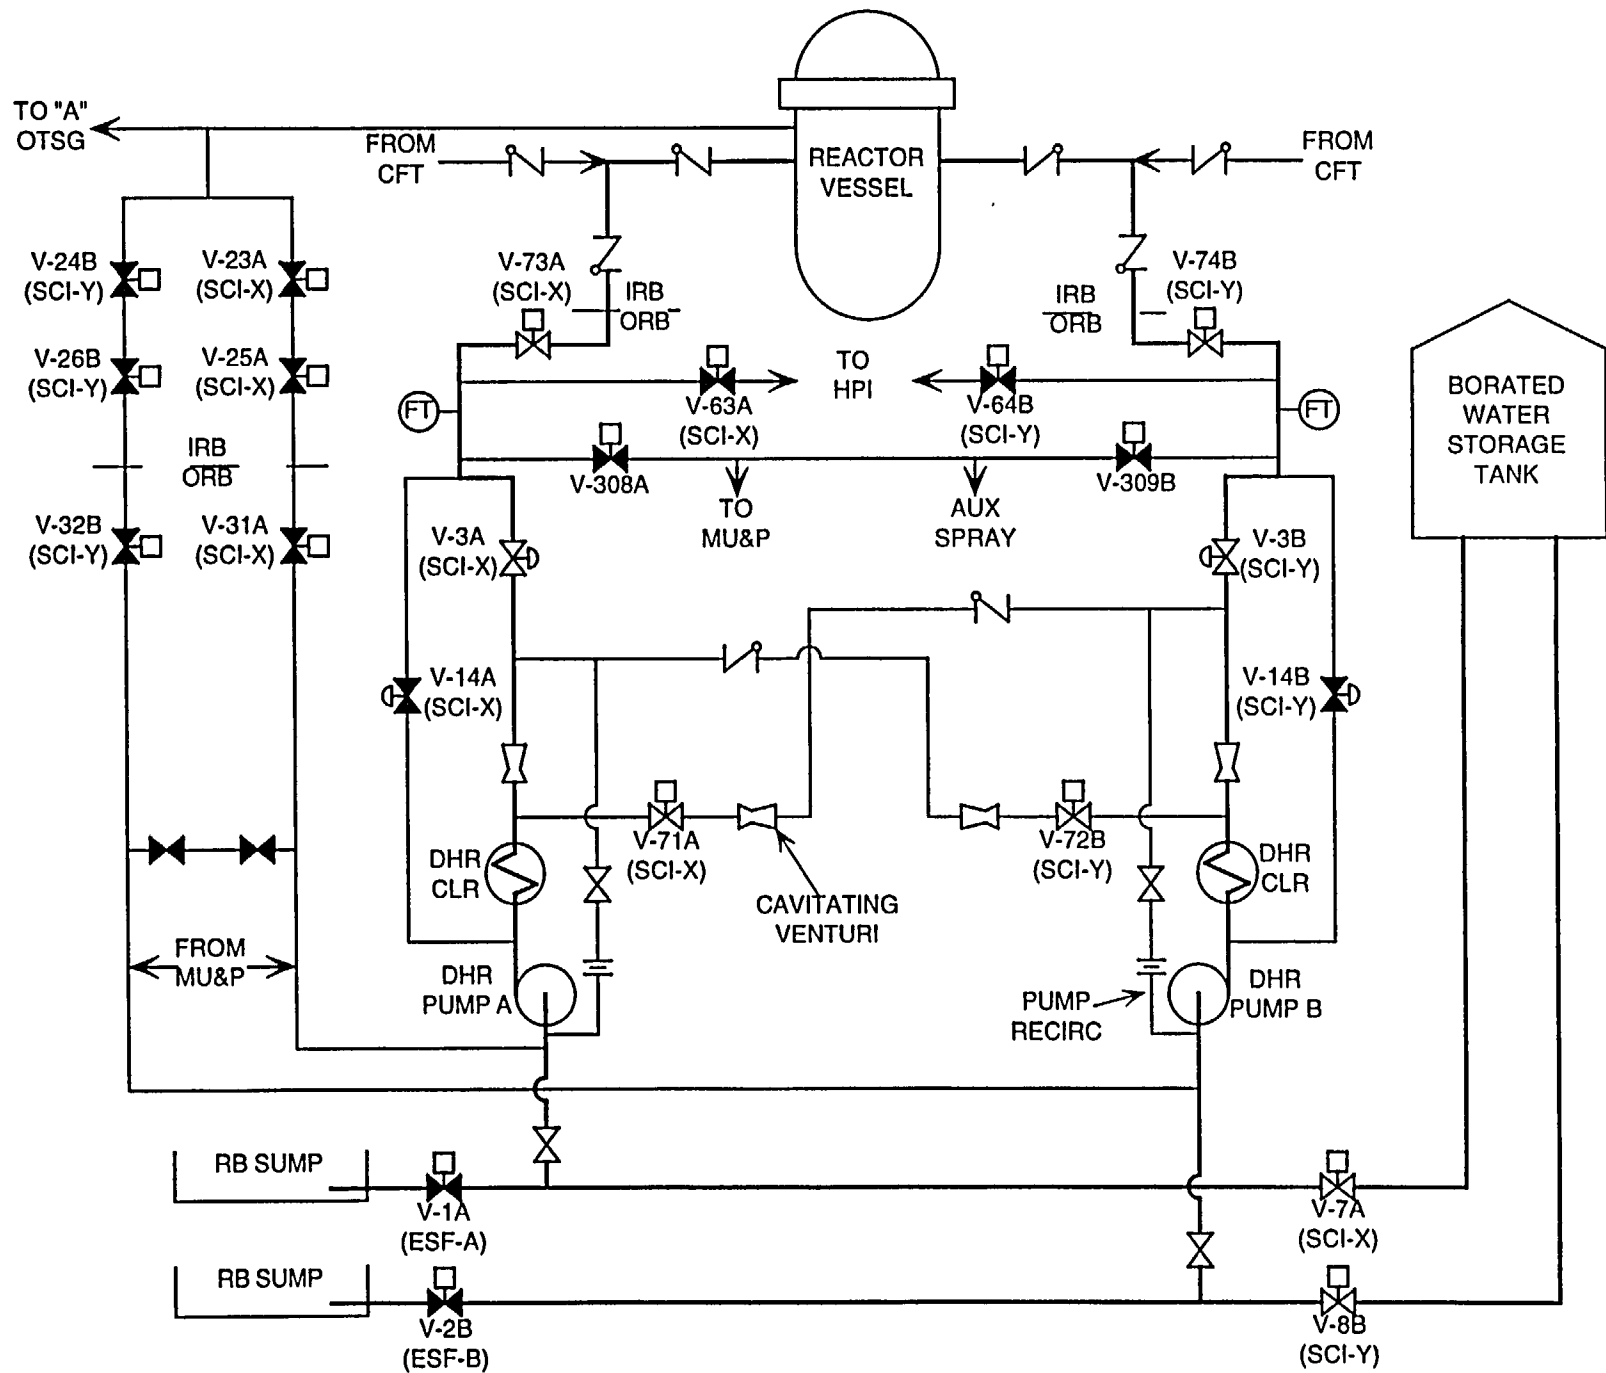 TO "A"
OTSG
FROM
CFT
REACTOR
VESSEL
FROM
CFT
V-24B
(SCI-Y)
V-23A
(SCI-X)
V-73A
(SCI-X)
IRB
ORB
IRB
ORB
V-74B
(SCI-Y)
V-26B
(SCI-Y)
V-25A
(SCI-X)
TO
HPI
FT
V-63A
(SCI-X)
V-64B
(SCI-Y)
FT
BORATED
WATER
STORAGE
TANK
IRB
ORB
V-308A
V-309B
TO
MU&P
AUX
SPRAY
V-32B
(SCI-Y)
V-31A
(SCI-X)
V-3A
(SCI-X)
V-3B
(SCI-Y)
V-14A
(SCI-X)
V-14B
(SCI-Y)
V-71A
(SCI-X)
V-72B
(SCI-Y)
DHR
CLR
DHR
CLR
CAVITATING
VENTURI
FROM
MU&P
DHR
PUMP A
PUMP
RECIRC
DHR
PUMP B
RB SUMP
V-1A
(ESF-A)
V-7A
(SCI-X)
RB SUMP
V-2B
(ESF-B)
V-8B
(SCI-Y)